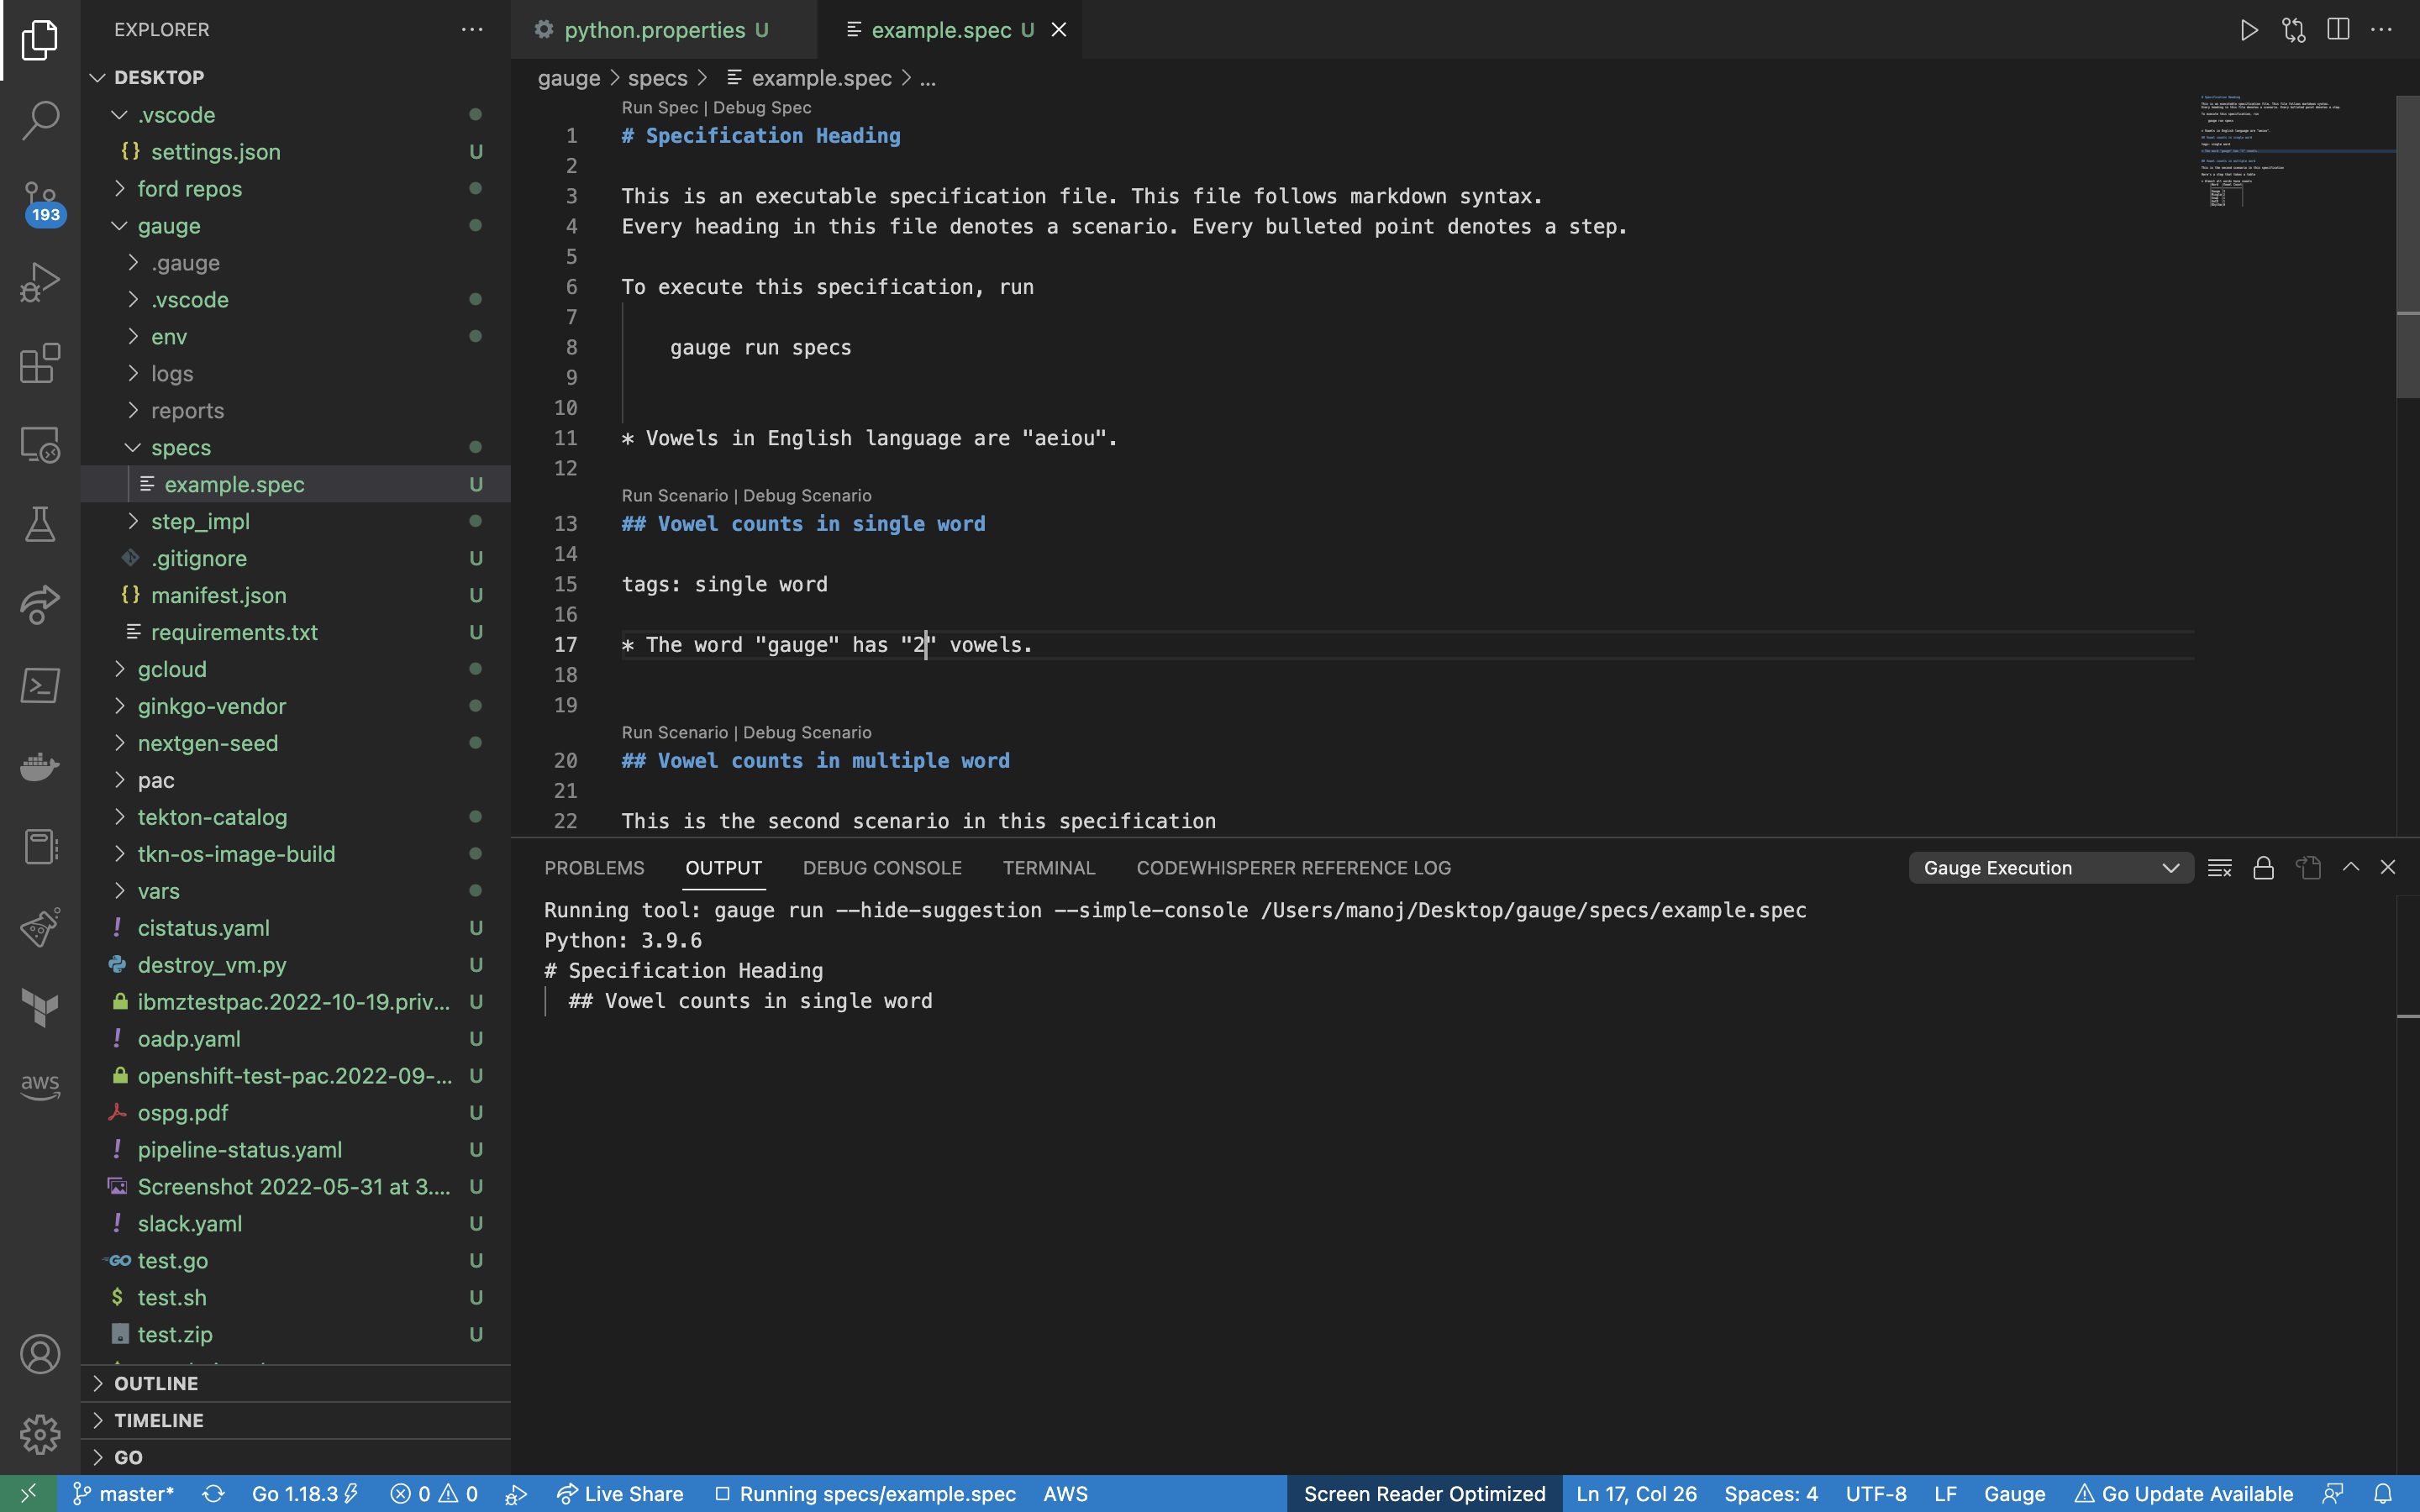 EXPLORER
DESKTOP
.vscode
settings.json U
ford repos
gauge
.gauge
.vscode
env
logs
reports
specs
example.spec U
step_impl
.gitignore U
manifest.json U
requirements.txt U
gcloud
ginkgo-vendor
nextgen-seed
pac
tekton-catalog
tkn-os-image-build
vars
cistatus.yaml U
destroy_vm.py U
ibmztestpac.2022-10-19.priv... U
oadp.yaml U
openshift-test-pac.2022-09-... U
ospg.pdf U
pipeline-status.yaml U
Screenshot 2022-05-31 at 3.... U
slack.yaml U
GO test.go U
$ test.sh U
test.zip U
OUTLINE
TIMELINE
GO
193
aws
python.properties U
example.spec U
gauge > specs > example.spec > ...
Run Spec | Debug Spec
1 # Specification Heading
2
3 This is an executable specification file. This file follows markdown syntax.
4 Every heading in this file denotes a scenario. Every bulleted point denotes a step.
5
6 To execute this specification, run
7
8 gauge run specs
9
10
11 * Vowels in English language are "aeiou".
12
Run Scenario | Debug Scenario
13 ## Vowel counts in single word
14
15 tags: single word
16
17 * The word "gauge" has "2" vowels.
18
19
Run Scenario | Debug Scenario
20 ## Vowel counts in multiple word
21
22 This is the second scenario in this specification
PROBLEMS OUTPUT DEBUG CONSOLE TERMINAL CODEWHISPERER REFERENCE LOG
Gauge Execution
Running tool: gauge run --hide-suggestion --simple-console /Users/manoj/Desktop/gauge/specs/example.spec
Python: 3.9.6
# Specification Heading
## Vowel counts in single word
master* Go 1.18.3 0 0 Live Share Running specs/example.spec AWS Screen Reader Optimized Ln 17, Col 26 Spaces: 4 UTF-8 LF Gauge Go Update Available